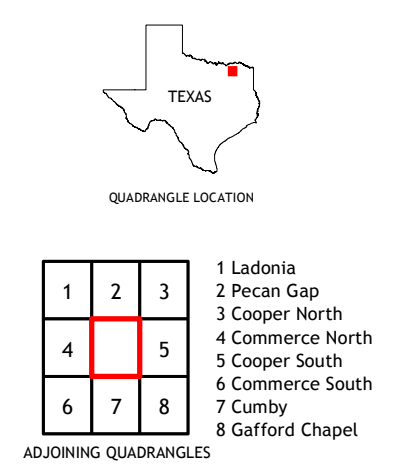 TEXAS
QUADRANGLE LOCATION
1 2 3
4 5
6 7 8
ADJOINING QUADRANGLES
1 Ladonia
2 Pecan Gap
3 Cooper North
4 Commerce North
5 Cooper South
6 Commerce South
7 Cumby
8 Gafford Chapel